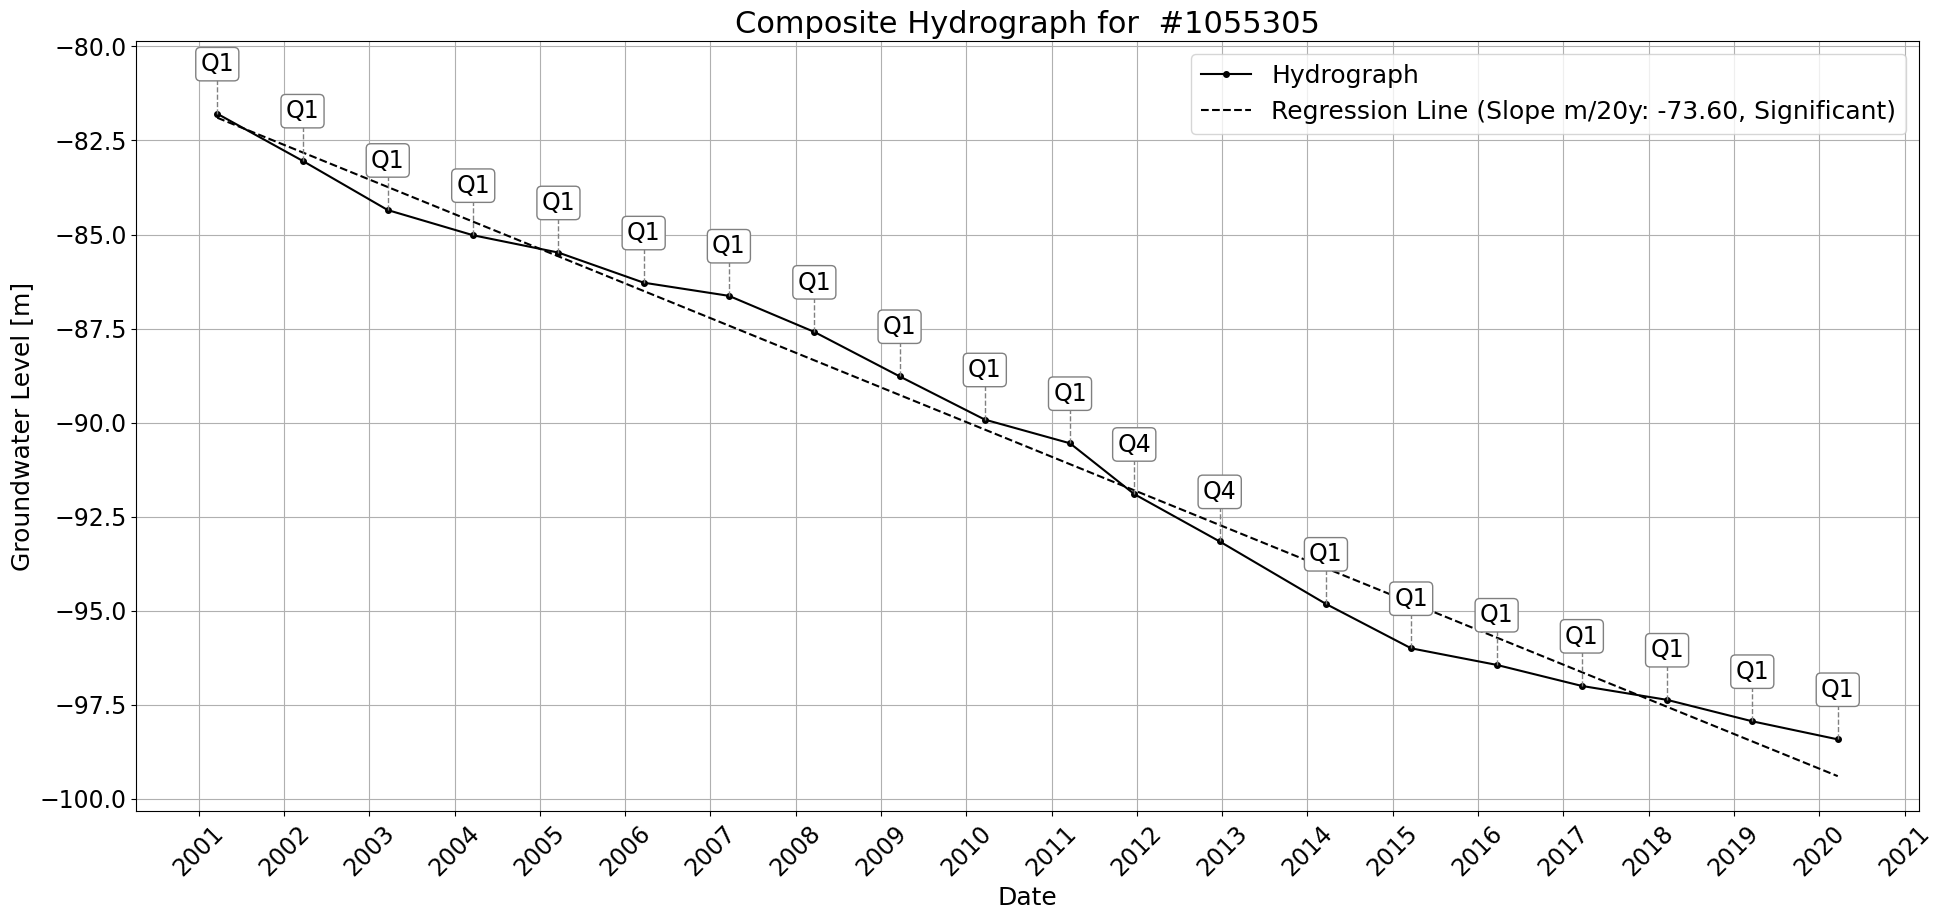 Composite Hydrograph for  #1055305
Hydrograph
Regression Line (Slope m/20y: -73.60, Significant)
Groundwater Level [m]
−80.0
−82.5
−85.0
−87.5
−90.0
−92.5
−95.0
−97.5
−100.0
Q1
Q1
Q1
Q1
Q1
Q1
Q1
Q1
Q1
Q1
Q1
Q4
Q4
Q1
Q1
Q1
Q1
Q1
Q1
Q1
2001
2002
2003
2004
2005
2006
2007
2008
2009
2010
2011
2012
2013
2014
2015
2016
2017
2018
2019
2020
2021
Date